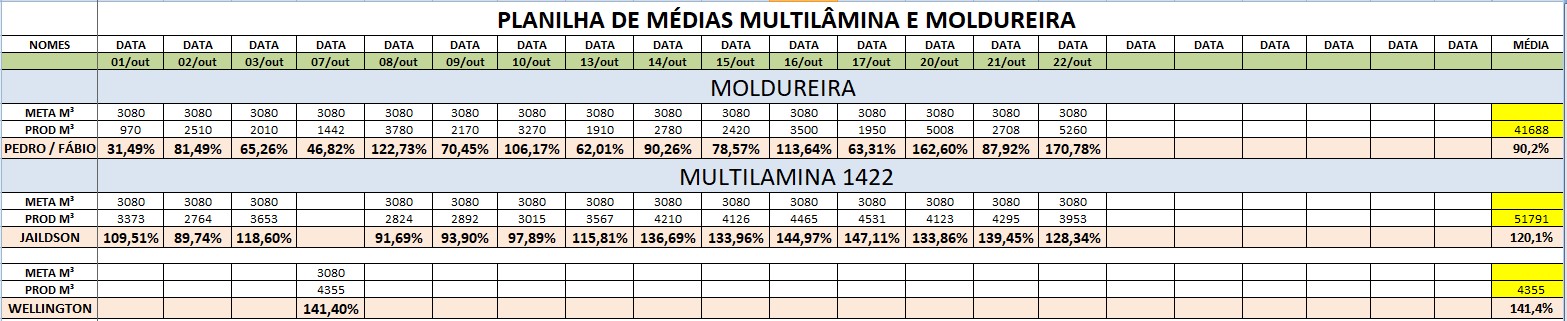 PLANILHA DE MÉDIAS MULTILÂMINA E MOLDUREIRA
NOMES DATA DATA DATA DATA DATA DATA DATA DATA DATA DATA DATA DATA DATA DATA DATA DATA DATA DATA DATA DATA DATA MÉDIA
01/out 02/out 03/out 07/out 08/out 09/out 10/out 13/out 14/out 15/out 16/out 17/out 20/out 21/out 22/out
MOLDUREIRA
META M³ 3080 3080 3080 3080 3080 3080 3080 3080 3080 3080 3080 3080 3080 3080 3080
PROD M³ 970 2510 2010 1442 3780 2170 3270 1910 2780 2420 3500 1950 5008 2708 5260 41688
PEDRO / FÁBIO 31,49% 81,49% 65,26% 46,82% 122,73% 70,45% 106,17% 62,01% 90,26% 78,57% 113,64% 63,31% 162,60% 87,92% 170,78% 90,2%
MULTILAMINA 1422
META M³ 3080 3080 3080 3080 3080 3080 3080 3080 3080 3080 3080 3080 3080 3080
PROD M³ 3373 2764 3653 2824 2892 3015 3567 4210 4126 4465 4531 4123 4295 3953 51791
JAILDSON 109,51% 89,74% 118,60% 91,69% 93,90% 97,89% 115,81% 136,69% 133,96% 144,97% 147,11% 133,86% 139,45% 128,34% 120,1%
META M³ 3080
PROD M³ 4355 4355
WELLINGTON 141,40% 141,4%